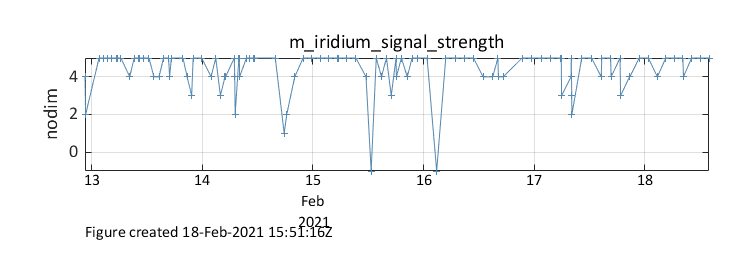 m_iridium_signal_strength
nodim
4
2
0
13 14 15 16 17 18
Feb
2021
Figure created 18-Feb-2021 15:51:16Z